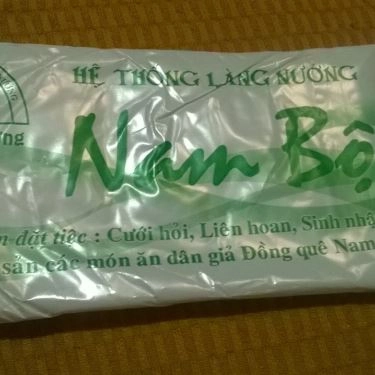 HỆ THỐNG LÀNG NƯỚNG
Nam Bộ
đặt tiệc : Cưới hỏi, Liên hoan, Sinh nhậ
sản các món ăn dân giả Đồng quê Nam